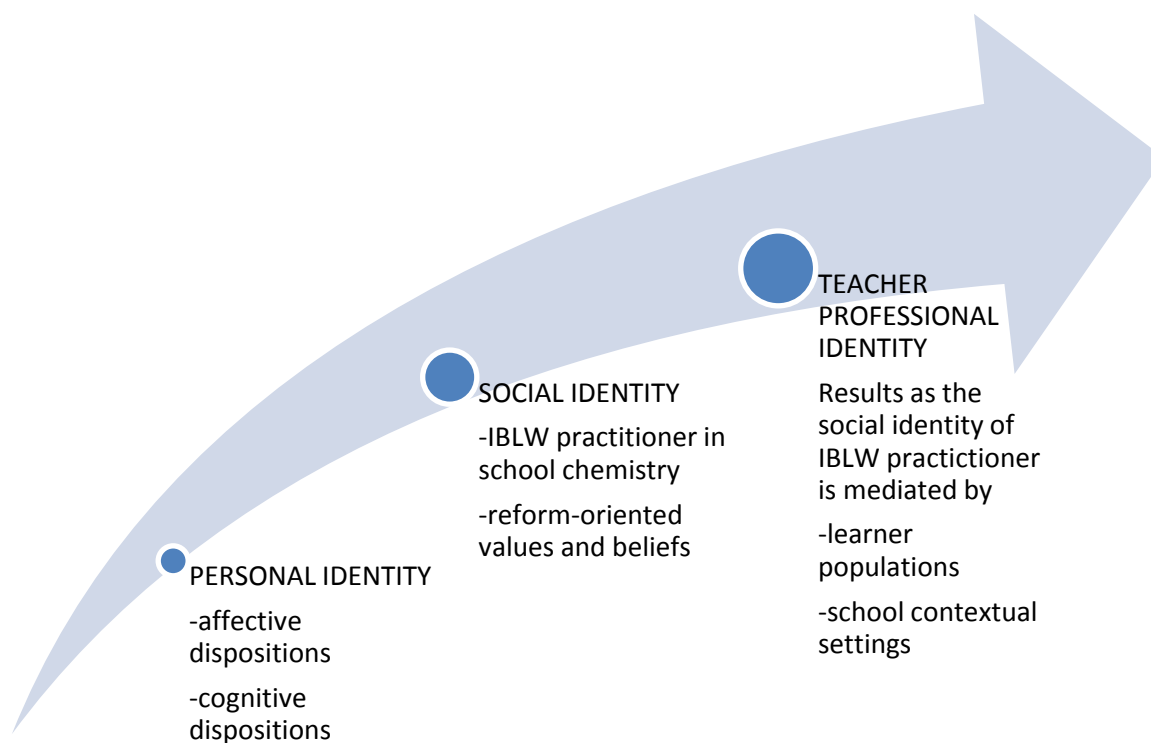 PERSONAL IDENTITY
-affective
dispositions
-cognitive
dispositions
SOCIAL IDENTITY
-IBLW practitioner in
school chemistry
-reform-oriented
values and beliefs
TEACHER
PROFESSIONAL
IDENTITY
Results as the
social identity of
IBLW practictioner
is mediated by
-learner
populations
-school contextual
settings